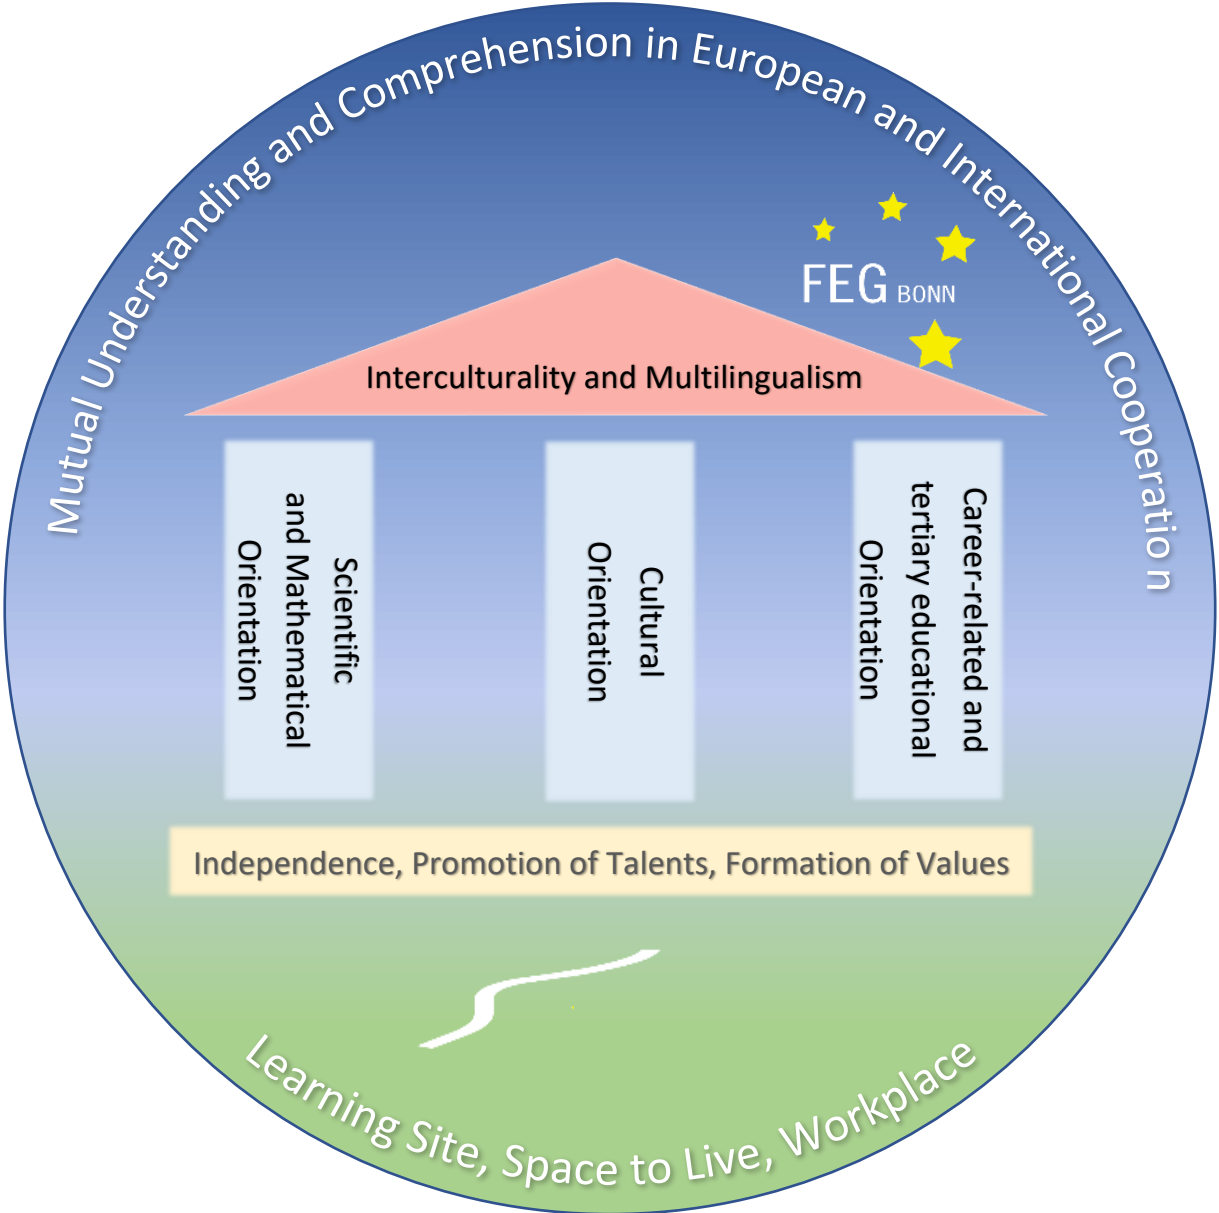 Mutual Understanding and Comprehension in European and International Cooperation
FEG BONN
Interculturality and Multilingualism
Scientific
and Mathematical
Orientation
Cultural
Orientation
Career-related and
tertiary educational
Orientation
Independence, Promotion of Talents, Formation of Values
Learning Site, Space to Live, Workplace